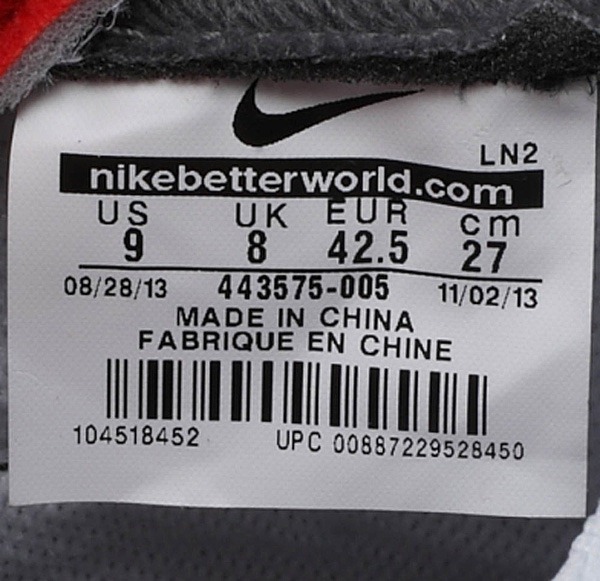 LN2
nikebetterworld.com
US UK EUR cm
9 8 42.5 27
08/28/13 443575-005 11/02/13
MADE IN CHINA
FABRIQUE EN CHINE
104518452 UPC 00887229528450